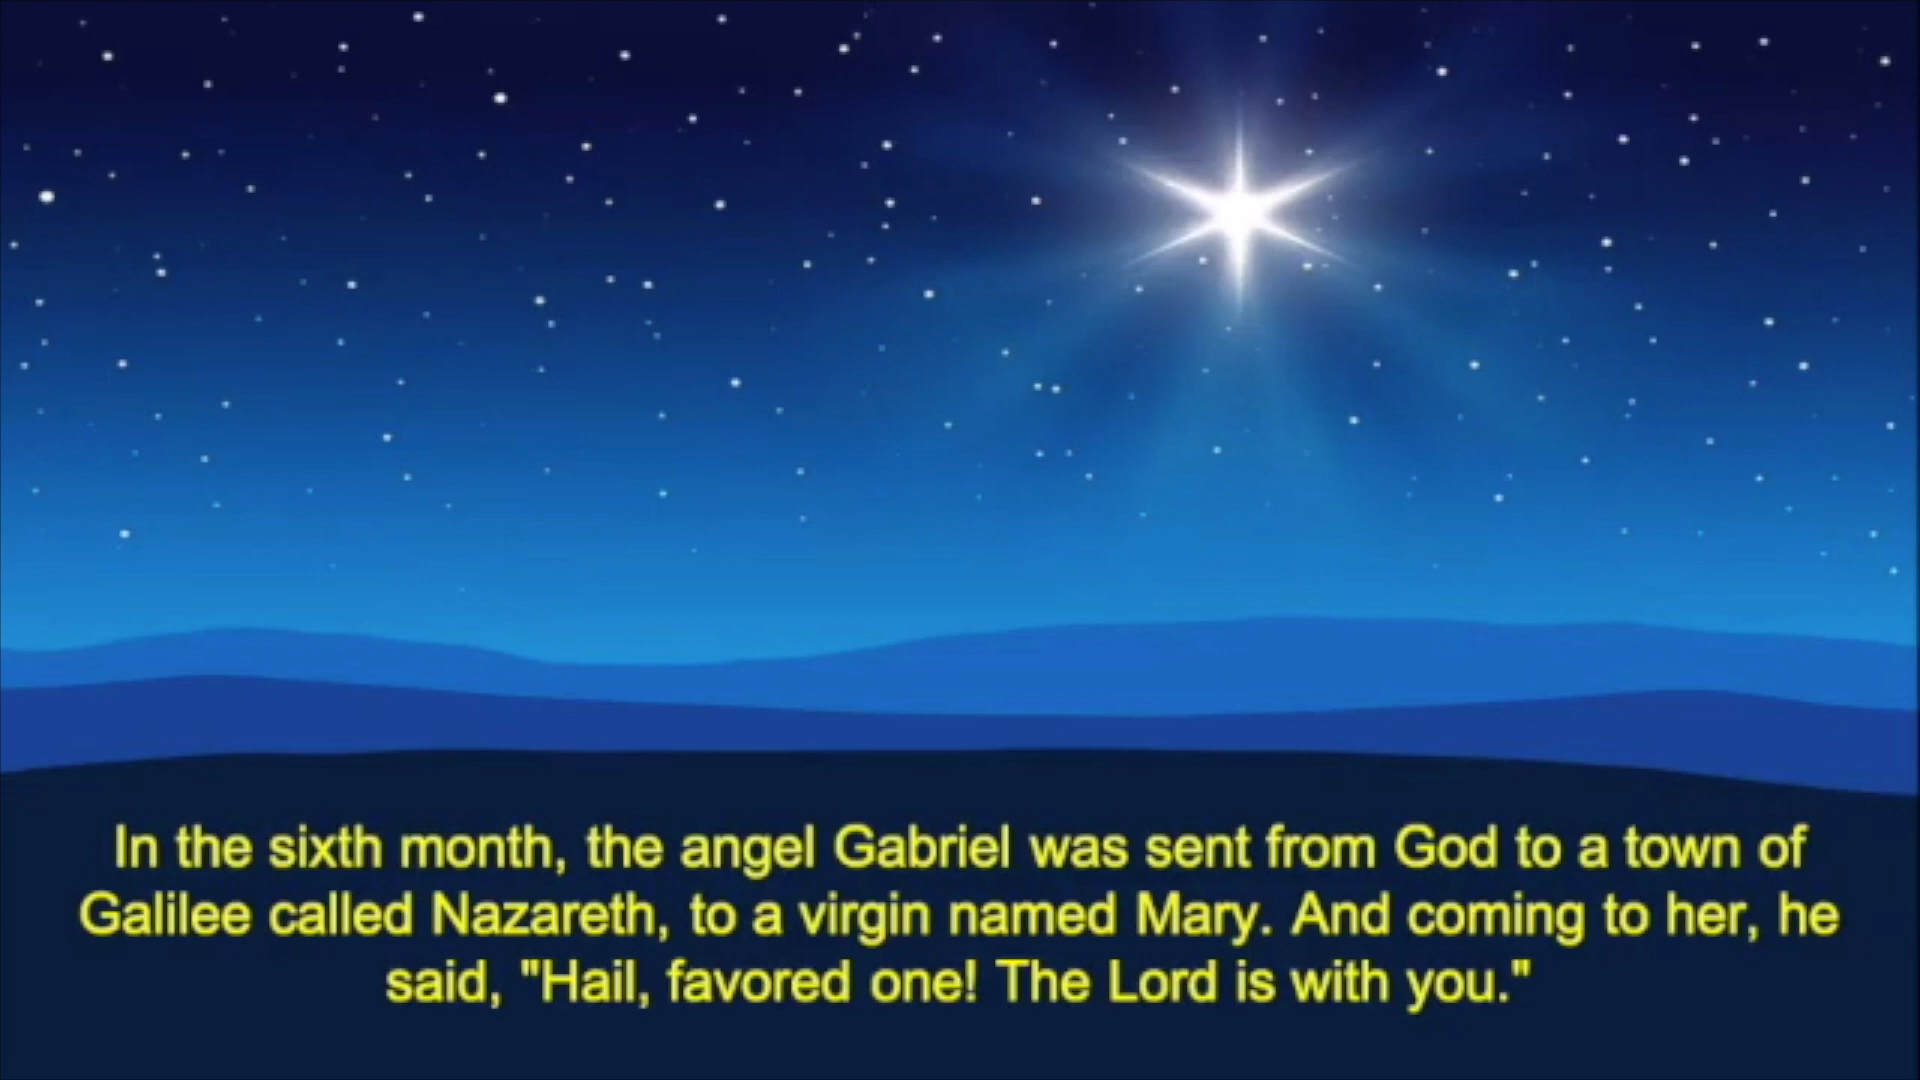 In the sixth month, the angel Gabriel was sent from God to a town of
Galilee called Nazareth, to a virgin named Mary. And coming to her, he
said, "Hail, favored one! The Lord is with you."